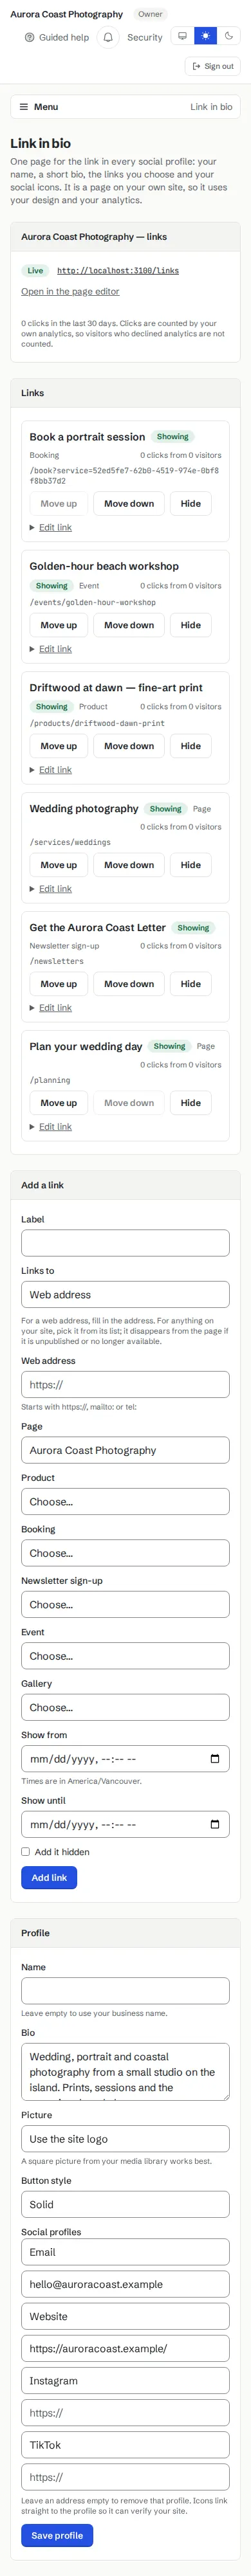 Aurora Coast Photography Owner
Guided help Security
Sign out
Menu Link in bio
Link in bio
One page for the link in every social profile: your
name, a short bio, the links you choose and your
social icons. It is a page on your own site, so it uses
your design and your analytics.
Aurora Coast Photography — links
Live http://localhost:3100/links
Open in the page editor
0 clicks in the last 30 days. Clicks are counted by your
own analytics, so visitors who declined analytics are not
counted.
Links
Book a portrait session Showing
Booking 0 clicks from 0 visitors
/book?service=52ed5fe7-62b0-4519-974e-0bf8
f8bb37d2
Move up Move down Hide
Edit link
Golden-hour beach workshop
Showing Event 0 clicks from 0 visitors
/events/golden-hour-workshop
Move up Move down Hide
Edit link
Driftwood at dawn — fine-art print
Showing Product 0 clicks from 0 visitors
/products/driftwood-dawn-print
Move up Move down Hide
Edit link
Wedding photography Showing Page
0 clicks from 0 visitors
/services/weddings
Move up Move down Hide
Edit link
Get the Aurora Coast Letter Showing
Newsletter sign-up 0 clicks from 0 visitors
/newsletters
Move up Move down Hide
Edit link
Plan your wedding day Showing Page
0 clicks from 0 visitors
/planning
Move up Move down Hide
Edit link
Add a link
Label
Links to
Web address
For a web address, fill in the address. For anything on
your site, pick it from its list; it disappears from the page if
it is unpublished or no longer available.
Web address
https://
Starts with https://, mailto: or tel:
Page
Aurora Coast Photography
Product
Choose…
Booking
Choose…
Newsletter sign-up
Choose…
Event
Choose…
Gallery
Choose…
Show from
mm/dd/yyyy, --:-- --
Times are in America/Vancouver.
Show until
mm/dd/yyyy, --:-- --
Add it hidden
Add link
Profile
Name
Leave empty to use your business name.
Bio
Wedding, portrait and coastal
photography from a small studio on the
island. Prints, sessions and the
Picture
Use the site logo
A square picture from your media library works best.
Button style
Solid
Social profiles
Email
hello@auroracoast.example
Website
https://auroracoast.example/
Instagram
https://
TikTok
https://
Leave an address empty to remove that profile. Icons link
straight to the profile so it can verify your site.
Save profile